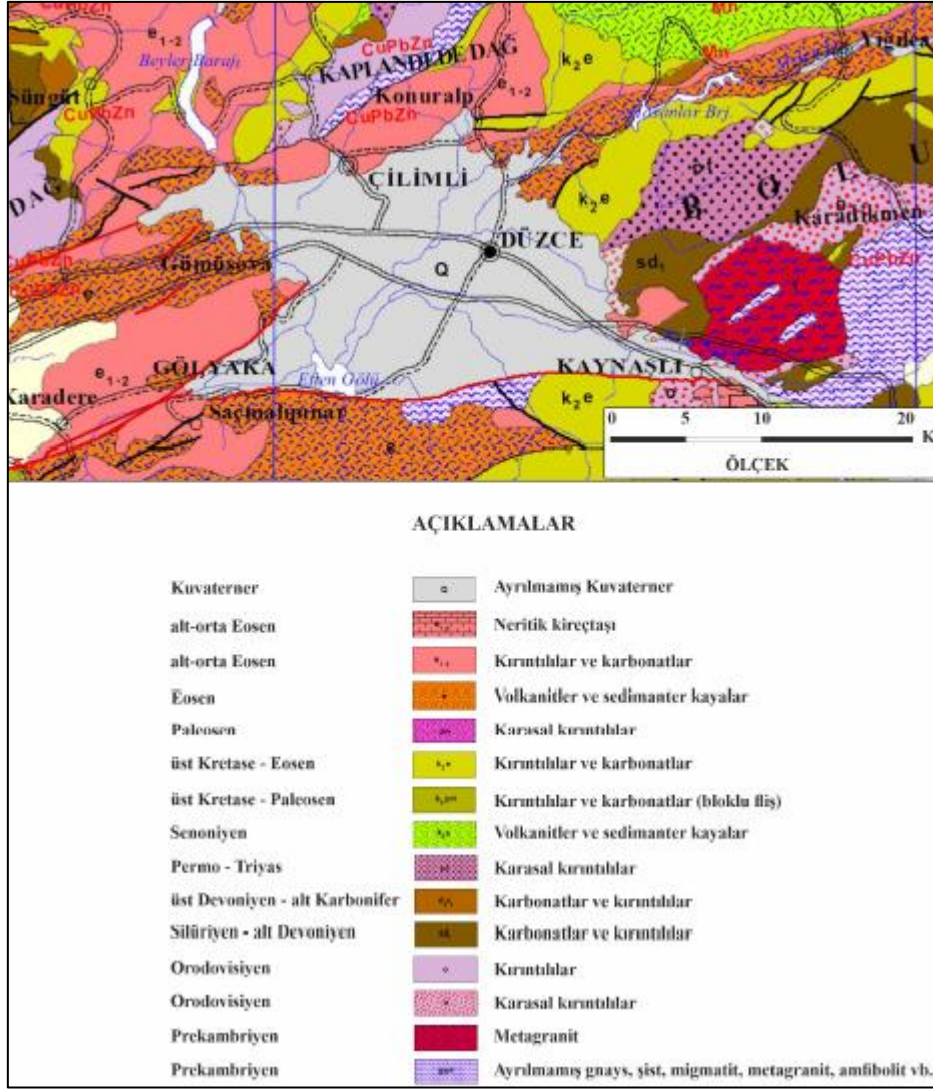 e₁₋₂
CuPbZn
Mn
Beyler Barajı
KAPLANDEDE DAĞ
k₂e
Mn
Yığılca
Konuralp
e₁₋₂
Süngüt
CuPbZn
CuPbZn
Hasanlar Brj.
ÇİLİMLİ
k₂e
B O L U
DAĞ
Karadikmen
DÜZCE
CuPbZn
Q
sd₁
CuPbZn
Gümüşova
e
e₁₋₂
GÖLYAKA
Efteni Gölü
KAYNAŞLI
Karadere
k₂e
o
Saçmalıpınar
e
0 5 10 20 K
ÖLÇEK
AÇIKLAMALAR
Kuvaterner Q Ayrılmamış Kuvaterner
alt-orta Eosen Neritik kireçtaşı
alt-orta Eosen Kırıntılılar ve karbonatlar
Eosen Volkanitler ve sedimanter kayalar
Paleosen Karasal kırıntılılar
üst Kretase - Eosen Kırıntılılar ve karbonatlar
üst Kretase - Paleosen Kırıntılılar ve karbonatlar (bloklu fliş)
Senoniyen Volkanitler ve sedimanter kayalar
Permo - Triyas Karasal kırıntılılar
üst Devoniyen - alt Karbonifer Karbonatlar ve kırıntılılar
Silüriyen - alt Devoniyen Karbonatlar ve kırıntılılar
Orodovisiyen Kırıntılılar
Orodovisiyen Karasal kırıntılılar
Prekambriyen Metagranit
Prekambriyen Ayrılmamış gnays, şist, migmatit, metagranit, amfibolit vb.